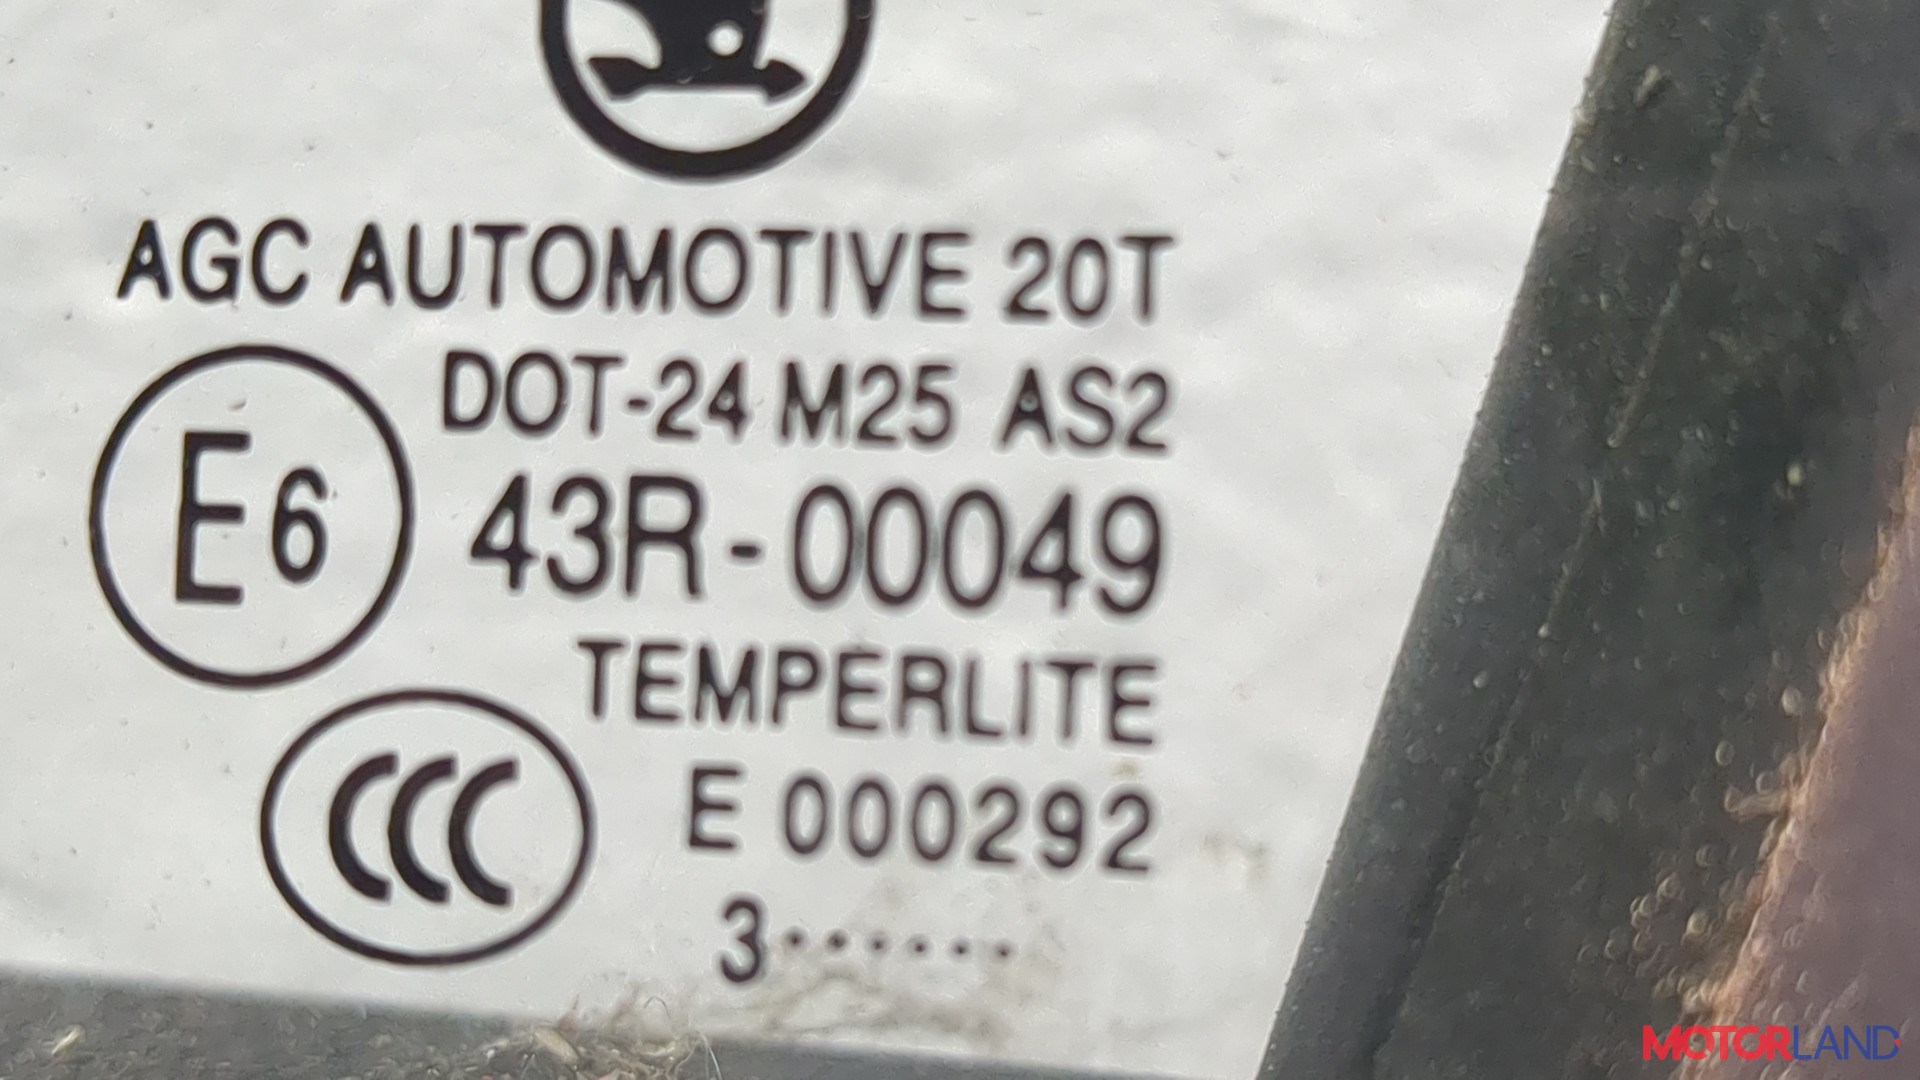 AGC AUTOMOTIVE 20T
DOT-24 M25 AS2
E6 43R-00049
TEMPERLITE
CCC
E 000292
3······
MOTORLAND